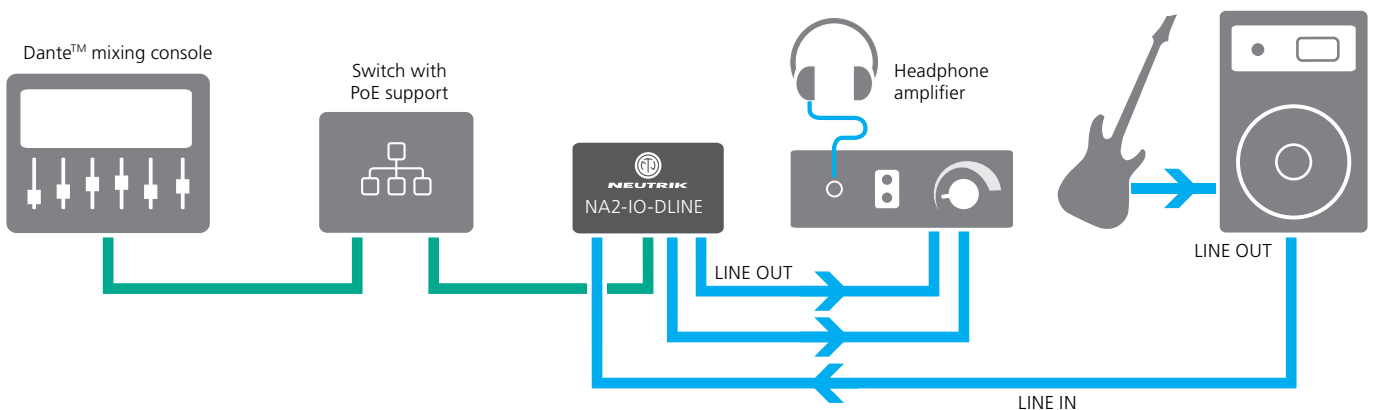 Dante™ mixing console
Switch with
PoE support
NEUTRIK
NA2-IO-DLINE
Headphone
amplifier
LINE OUT
LINE OUT
LINE IN